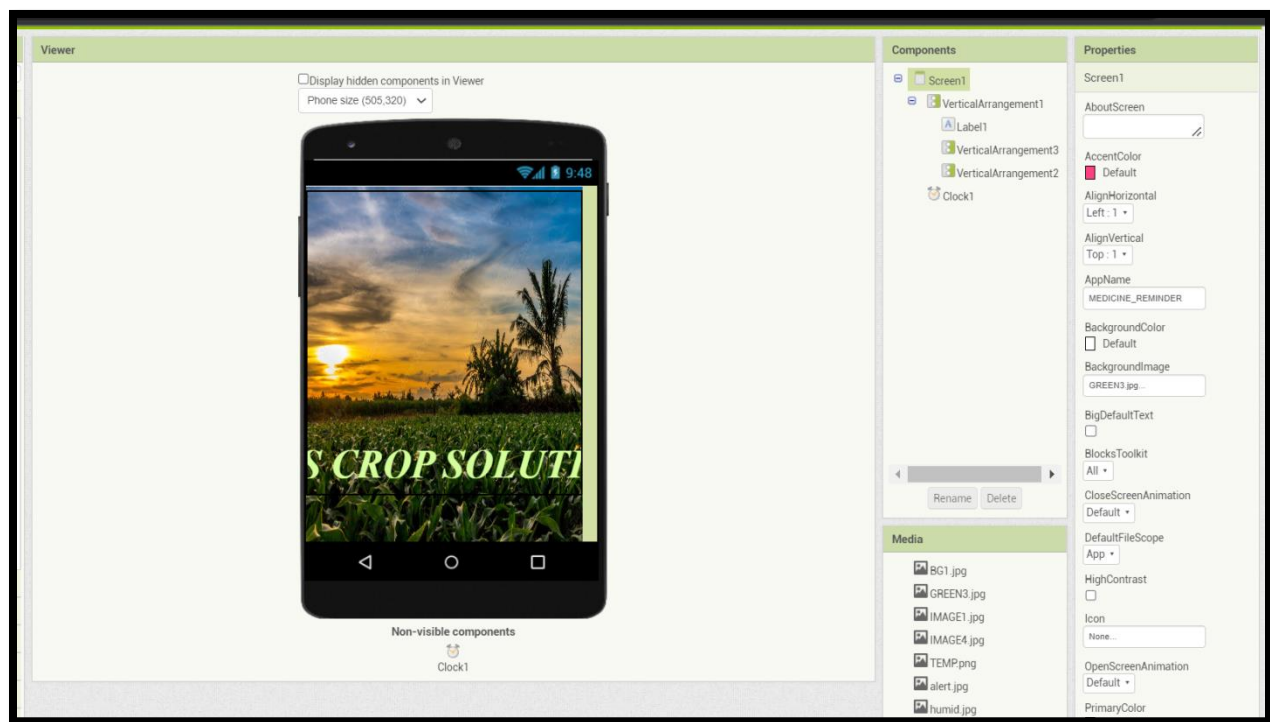 Viewer
Display hidden components in Viewer
Phone size (505,320)
9:48
S CROP SOLUTI
Non-visible components
Clock1
Components
Screen1
VerticalArrangement1
Label1
VerticalArrangement3
VerticalArrangement2
Clock1
Rename Delete
Media
BG1.jpg
GREEN3.jpg
IMAGE1.jpg
IMAGE4.jpg
TEMP.png
alert.jpg
humid.jpg
Properties
Screen1
AboutScreen
AccentColor
Default
AlignHorizontal
Left : 1
AlignVertical
Top : 1
AppName
MEDICINE_REMINDER
BackgroundColor
Default
BackgroundImage
GREEN3.jpg...
BigDefaultText
BlocksToolkit
All
CloseScreenAnimation
Default
DefaultFileScope
App
HighContrast
Icon
None...
OpenScreenAnimation
Default
PrimaryColor